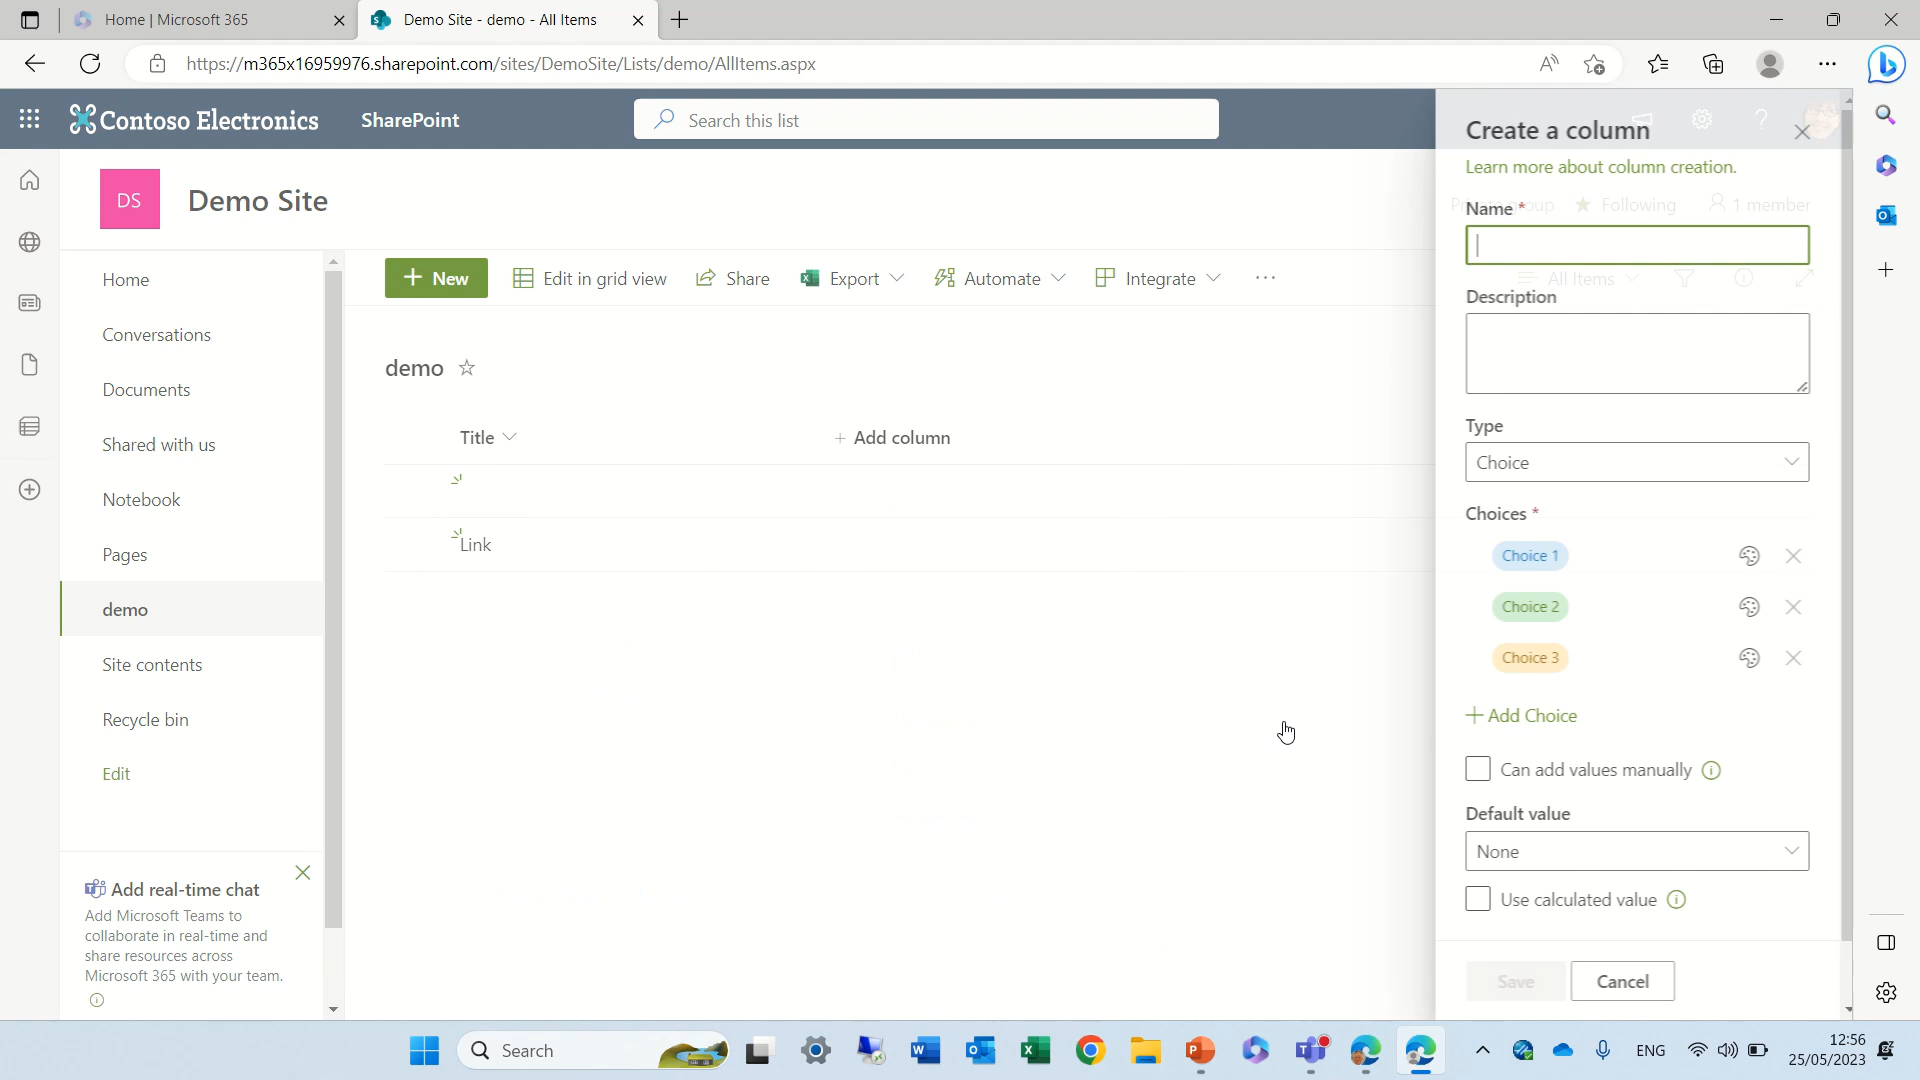 Home | Microsoft 365
Demo Site - demo - All Items
https://m365x16959976.sharepoint.com/sites/DemoSite/Lists/demo/AllItems.aspx
Contoso Electronics
SharePoint
Search this list
DS
Demo Site
Following
1 member
Home
Conversations
Documents
Shared with us
Notebook
Pages
demo
Site contents
Recycle bin
Edit
Add real-time chat
Add Microsoft Teams to
collaborate in real-time and
share resources across
Microsoft 365 with your team.
New
Edit in grid view
Share
Export
Automate
Integrate
All Items
demo
Title
Add column
Link
Create a column
Learn more about column creation.
Name *
Description
Type
Choice
Choices *
Choice 1
Choice 2
Choice 3
Add Choice
Can add values manually
Default value
None
Use calculated value
Save
Cancel
Search
ENG
12:56
25/05/2023